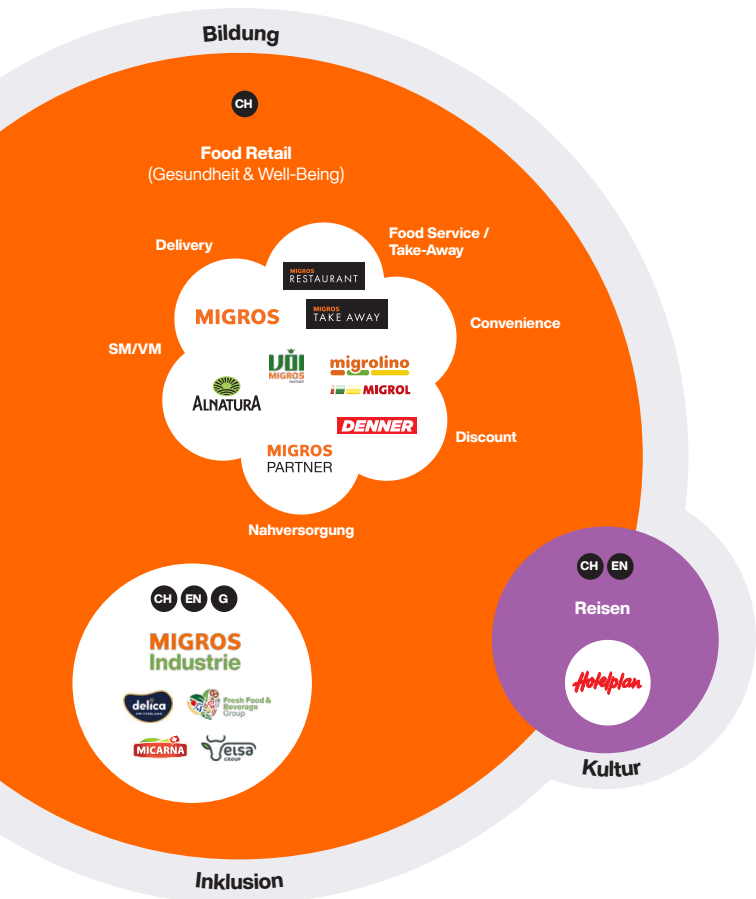 Bildung
CH
Food Retail
(Gesundheit & Well-Being)
Delivery
Food Service /
Take-Away
MIGROS
RESTAURANT
MIGROS
MIGROS
TAKE AWAY
Convenience
SM/VM
VOI
MIGROS
PARTNER
migrolino
MIGROL
ALNATURA
DENNER
Discount
MIGROS
PARTNER
Nahversorgung
CH EN G
MIGROS
Industrie
delica
SWITZERLAND
Fresh Food &
Beverage
Group
MICARNA
elsa
GROUP
CH EN
Reisen
Hotelplan
Kultur
Inklusion